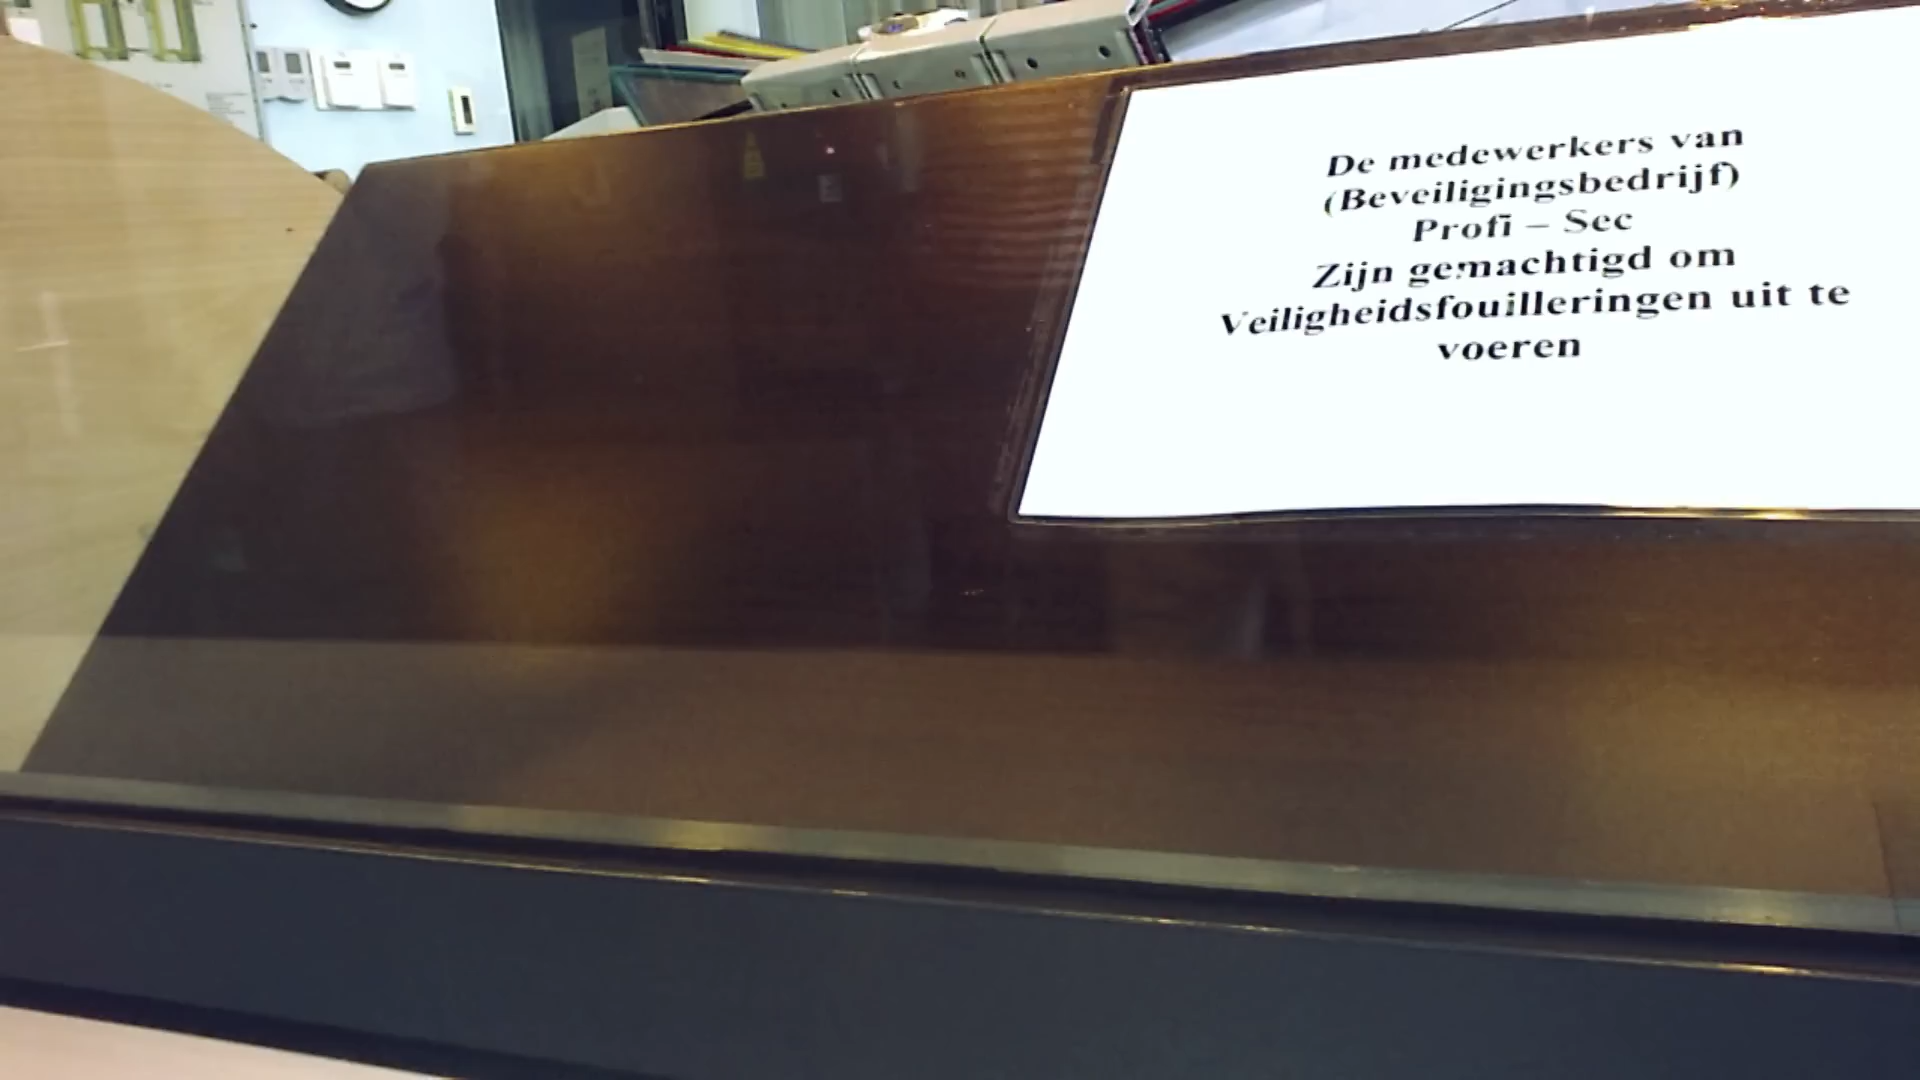 De medewerkers van
(Beveiligingsbedrijf)
Profi – Sec
Zijn gemachtigd om
Veiligheidsfouilleringen uit te
voeren